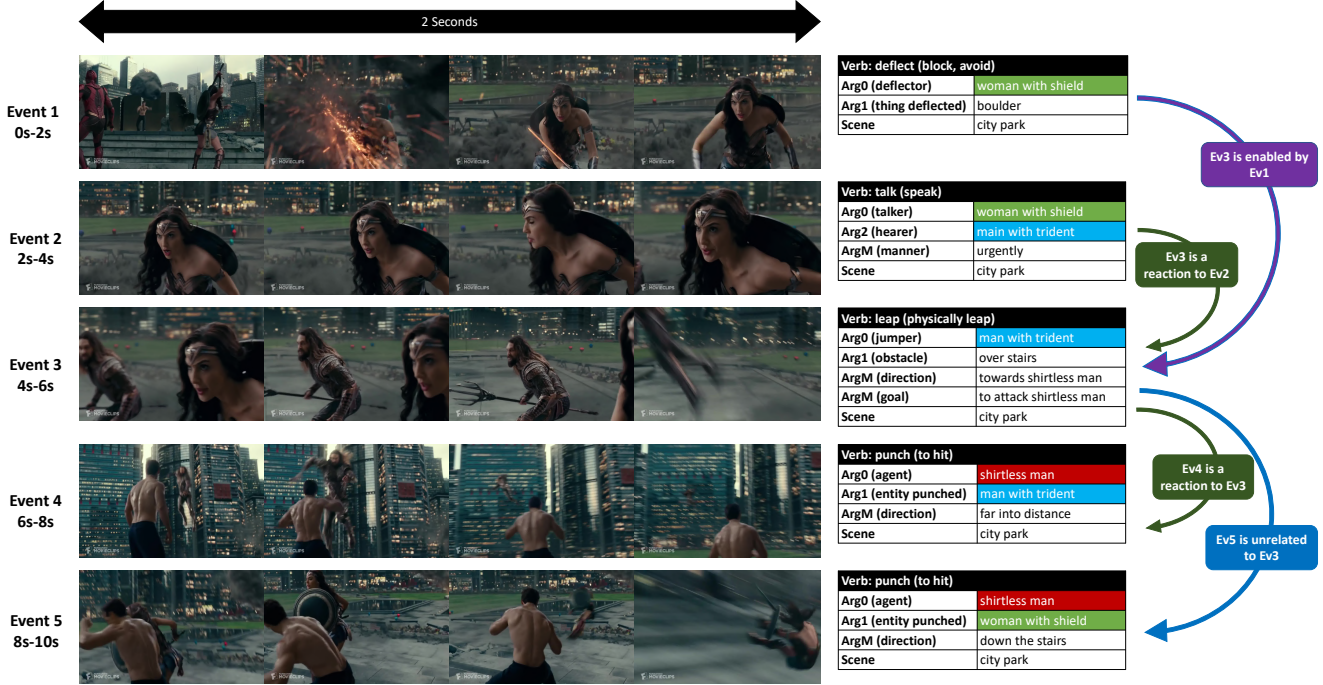 2 Seconds
Event 1
0s-2s
Verb: deflect (block, avoid)
Arg0 (deflector) woman with shield
Arg1 (thing deflected) boulder
Scene city park
Ev3 is enabled by
Ev1
Event 2
2s-4s
Verb: talk (speak)
Arg0 (talker) woman with shield
Arg2 (hearer) main with trident
ArgM (manner) urgently
Scene city park
Ev3 is a
reaction to Ev2
Event 3
4s-6s
Verb: leap (physically leap)
Arg0 (jumper) man with trident
Arg1 (obstacle) over stairs
ArgM (direction) towards shirtless man
ArgM (goal) to attack shirtless man
Scene city park
Event 4
6s-8s
Verb: punch (to hit)
Arg0 (agent) shirtless man
Arg1 (entity punched) man with trident
ArgM (direction) far into distance
Scene city park
Ev4 is a
reaction to Ev3
Ev5 is unrelated
to Ev3
Event 5
8s-10s
Verb: punch (to hit)
Arg0 (agent) shirtless man
Arg1 (entity punched) woman with shield
ArgM (direction) down the stairs
Scene city park